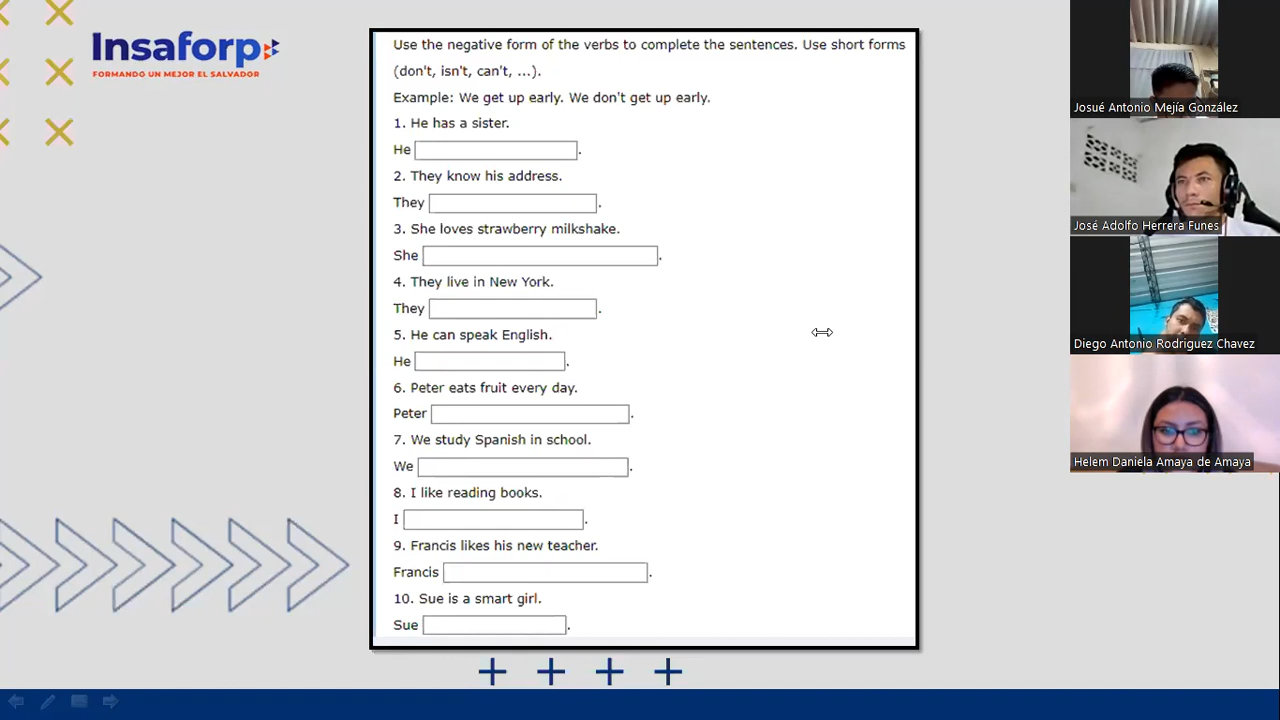 Insaforp
FORMANDO UN MEJOR EL SALVADOR
Use the negative form of the verbs to complete the sentences. Use short forms
(don't, isn't, can't, ...).
Example: We get up early. We don't get up early.
1. He has a sister.
He .
2. They know his address.
They .
3. She loves strawberry milkshake.
She .
4. They live in New York.
They .
5. He can speak English.
He .
6. Peter eats fruit every day.
Peter .
7. We study Spanish in school.
We .
8. I like reading books.
I .
9. Francis likes his new teacher.
Francis .
10. Sue is a smart girl.
Sue .
Josué Antonio Mejía González
José Adolfo Herrera Funes
Diego Antonio Rodriguez Chavez
Helem Daniela Amaya de Amaya